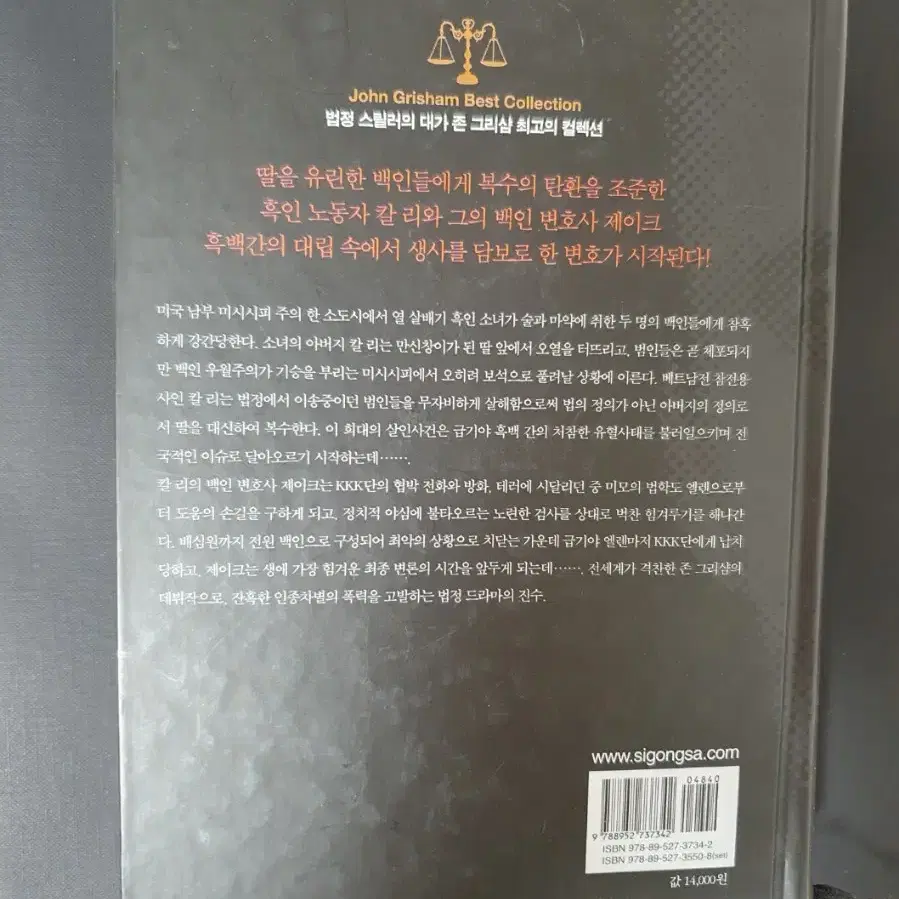 John Grisham Best Collection
법정 스릴러의 대가 존 그리샴 최고의 컬렉션
딸을 유린한 백인들에게 복수의 탄환을 조준한
흑인 노동자 칼 리와 그의 백인 변호사 제이크
흑백간의 대립 속에서 생사를 담보로 한 변호가 시작된다!
미국 남부 미시시피 주의 한 소도시에서 열 살배기 흑인 소녀가 술과 마약에 취한 두 명의 백인들에게 참혹
하게 강간당한다. 소녀의 아버지 칼 리는 만신창이가 된 딸 앞에서 오열을 터뜨리고, 범인들은 곧 체포되지
만 백인 우월주의가 기승을 부리는 미시시피에서 오히려 보석으로 풀려날 상황에 이른다. 베트남전 참전용
사인 칼 리는 법정에서 이송중이던 범인들을 무자비하게 살해함으로써 법의 정의가 아닌 아버지의 정의로
서 딸을 대신하여 복수한다. 이 희대의 살인사건은 급기야 흑백 간의 처참한 유혈사태를 불러일으키며 전
국적인 이슈로 달아오르기 시작하는데…….
칼 리의 백인 변호사 제이크는 KKK단의 협박 전화와 방화, 테러에 시달리던 중 미모의 법학도 엘렌으로부
터 도움의 손길을 구하게 되고, 정치적 야심에 불타오르는 노련한 검사를 상대로 벅찬 힘겨루기를 해나간
다. 배심원까지 전원 백인으로 구성되어 최악의 상황으로 치닫는 가운데 급기야 엘렌마저 KKK단에게 납치
당하고, 제이크는 생에 가장 힘겨운 최종 변론의 시간을 앞두게 되는데……. 전세계가 격찬한 존 그리샴의
데뷔작으로, 잔혹한 인종차별의 폭력을 고발하는 법정 드라마의 진수.
www.sigongsa.com
04840
9 788952 737342
ISBN 978-89-527-3734-2
ISBN 978-89-527-3550-8(set)
값 14,000원